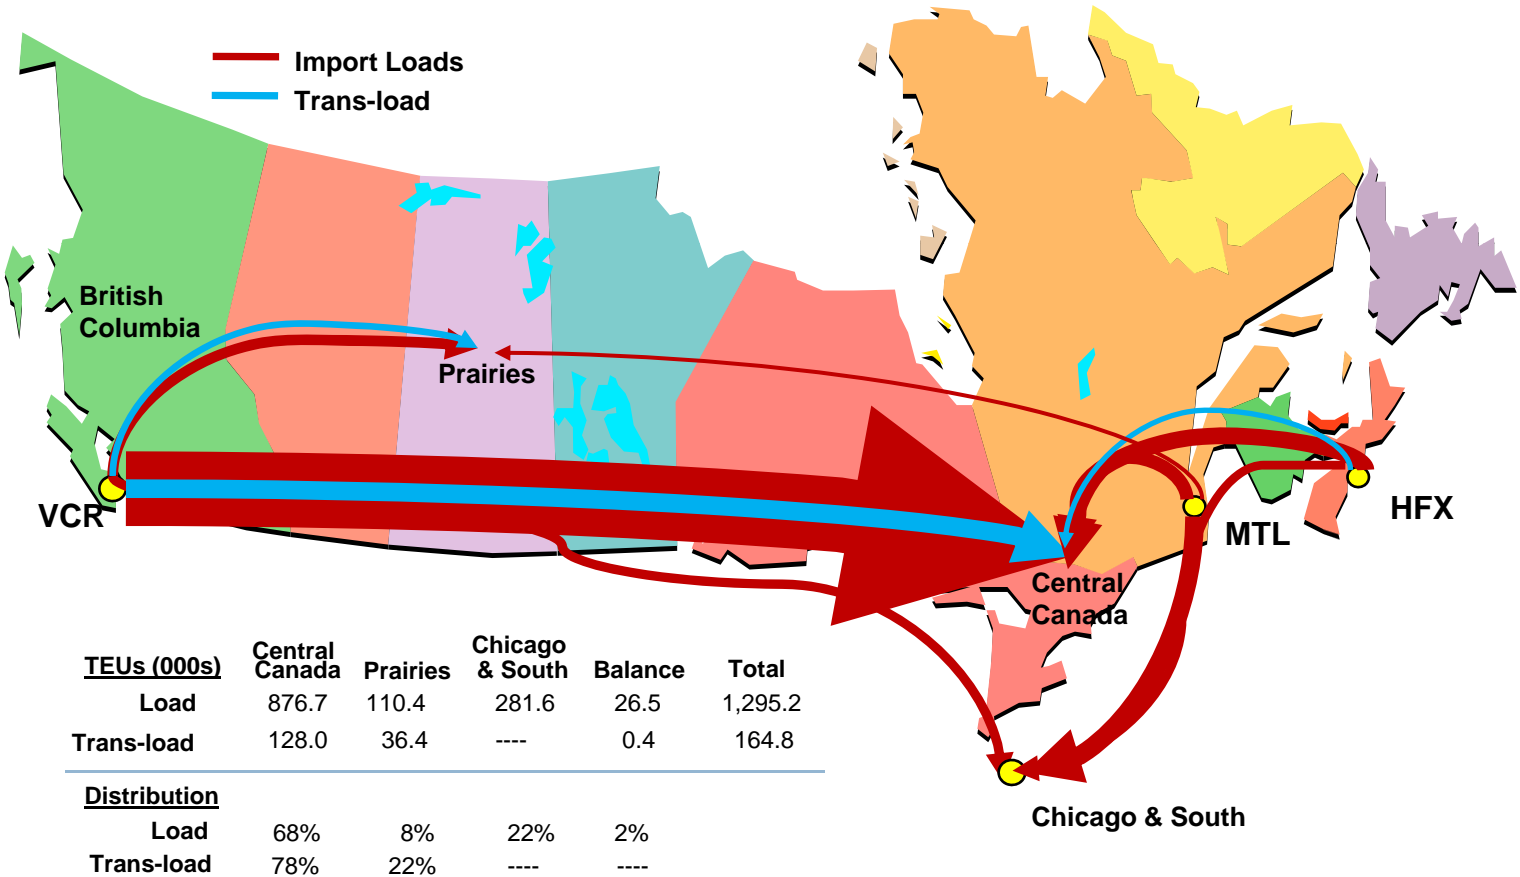 Import Loads
Trans-load
British
Columbia
Prairies
VCR
HFX
MTL
Central
Canada
Chicago & South
TEUs (000s) Central Canada Prairies Chicago & South Balance Total
Load 876.7 110.4 281.6 26.5 1,295.2
Trans-load 128.0 36.4 ---- 0.4 164.8
Distribution
Load 68% 8% 22% 2%
Trans-load 78% 22% ---- ----